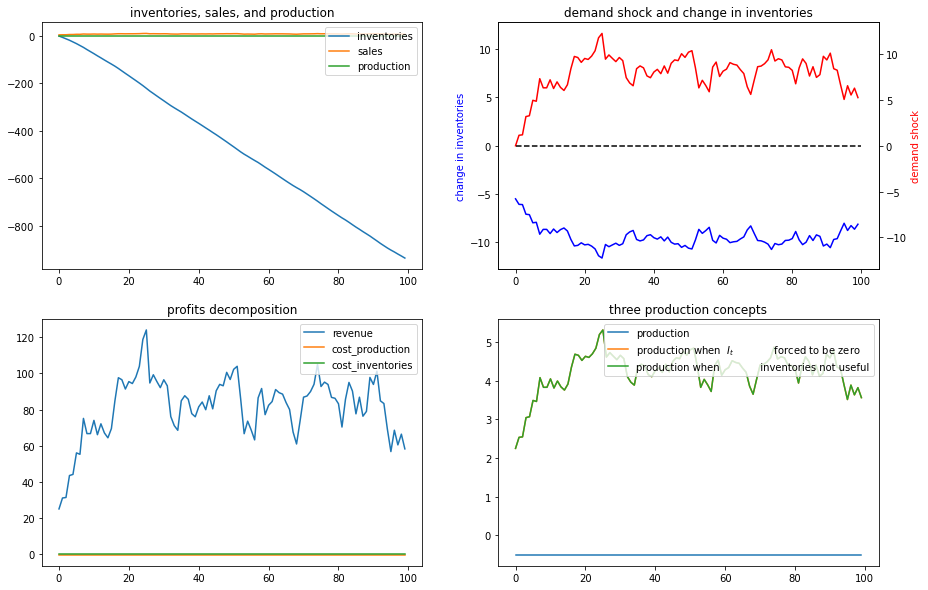 inventories, sales, and production
0
−200
−400
−600
−800
0 20 40 60 80 100
inventories
sales
production
demand shock and change in inventories
change in inventories
10
5
0
−5
−10
0 20 40 60 80 100
10
5
0
−5
−10
demand shock
profits decomposition
120
100
80
60
40
20
0
0 20 40 60 80 100
revenue
cost_production
cost_inventories
three production concepts
5
4
3
2
1
0
0 20 40 60 80 100
production
production when I_t forced to be zero
production when inventories not useful